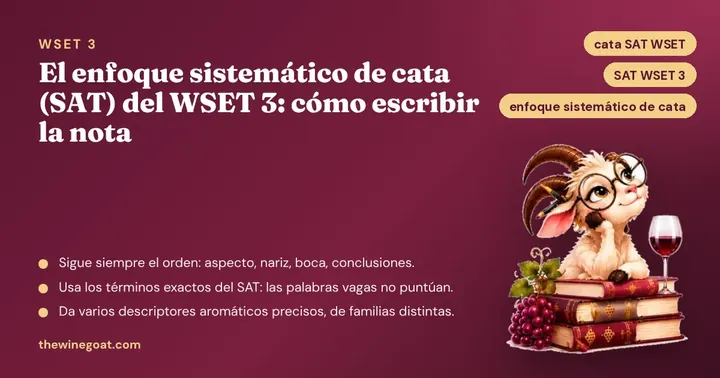 WSET 3
El enfoque sistemático de cata
(SAT) del WSET 3: cómo escribir
la nota
cata SAT WSET
SAT WSET 3
enfoque sistemático de cata
Sigue siempre el orden: aspecto, nariz, boca, conclusiones.
Usa los términos exactos del SAT: las palabras vagas no puntúan.
Da varios descriptores aromáticos precisos, de familias distintas.
thewinegoat.com